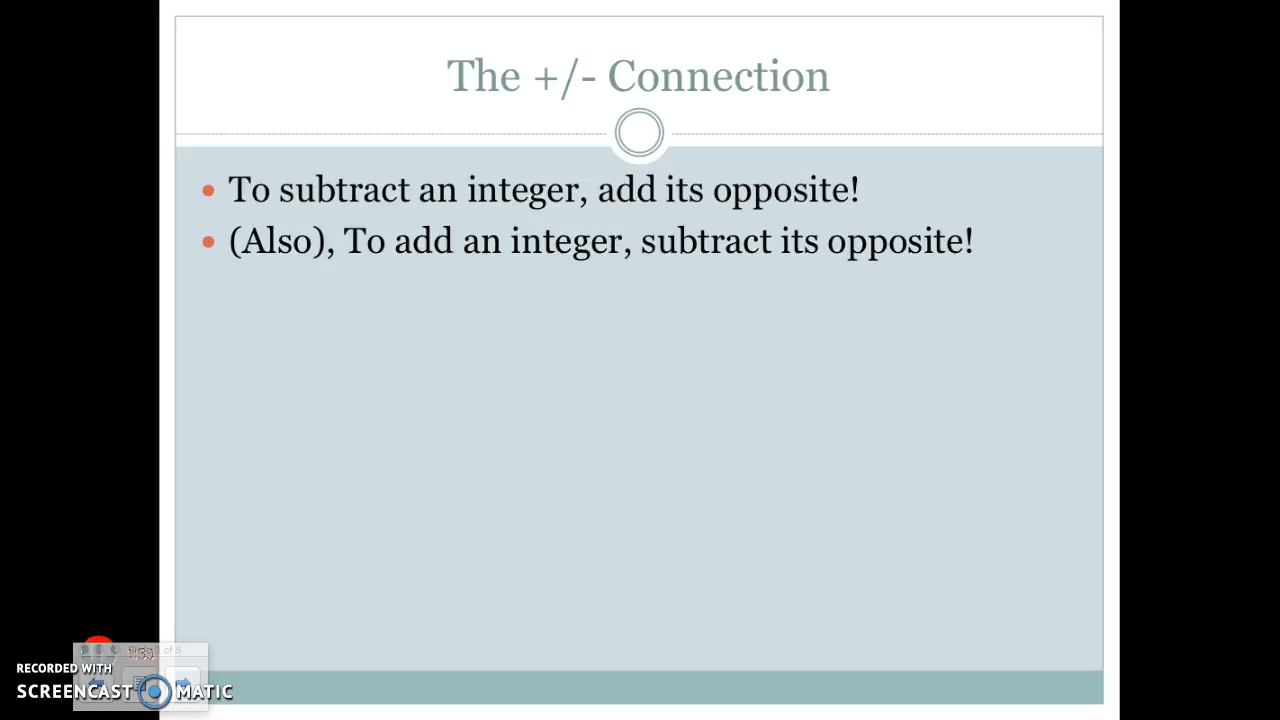 The +/- Connection
To subtract an integer, add its opposite!
(Also), To add an integer, subtract its opposite!
RECORDED WITH
SCREENCAST MATIC